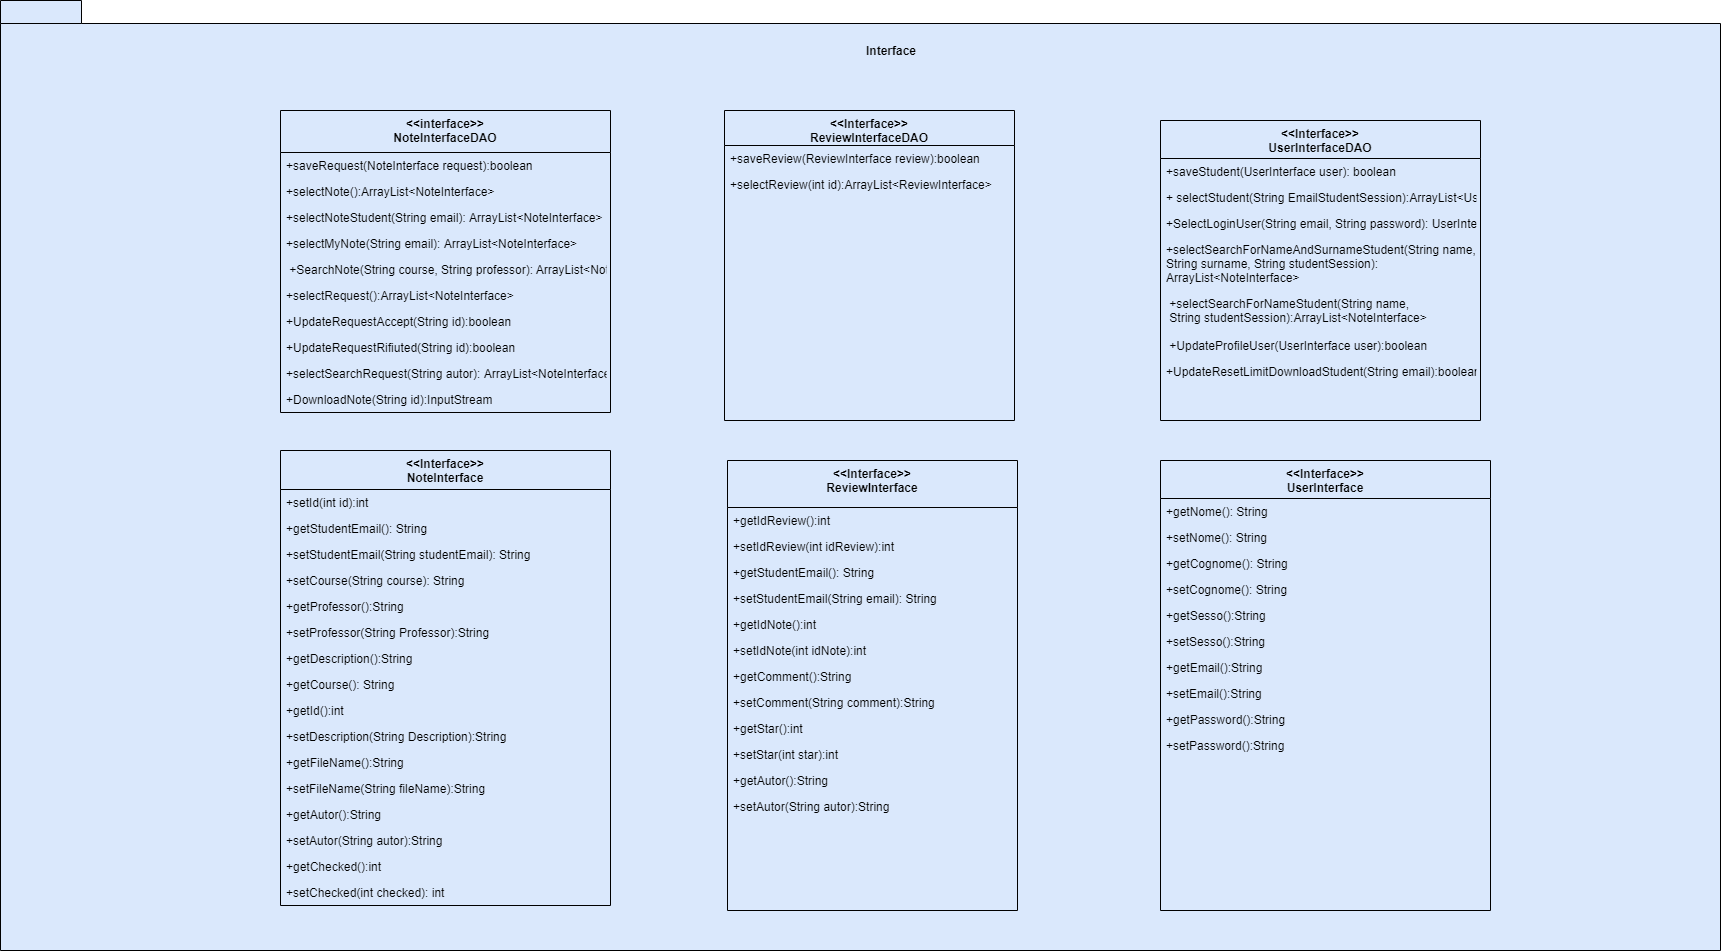 Interface
<<interface>>
NoteInterfaceDAO
+saveRequest(NoteInterface request):boolean
+selectNote():ArrayList<NoteInterface>
+selectNoteStudent(String email): ArrayList<NoteInterface>
+selectMyNote(String email): ArrayList<NoteInterface>
+SearchNote(String course, String professor): ArrayList<No
+selectRequest():ArrayList<NoteInterface>
+UpdateRequestAccept(String id):boolean
+UpdateRequestRifiuted(String id):boolean
+selectSearchRequest(String autor): ArrayList<NoteInterface
+DownloadNote(String id):InputStream
<<Interface>>
ReviewInterfaceDAO
+saveReview(ReviewInterface review):boolean
+selectReview(int id):ArrayList<ReviewInterface>
<<Interface>>
UserInterfaceDAO
+saveStudent(UserInterface user): boolean
+ selectStudent(String EmailStudentSession):ArrayList<Us
+SelectLoginUser(String email, String password): UserInte
+selectSearchForNameAndSurnameStudent(String name,
String surname, String studentSession):
ArrayList<NoteInterface>
+selectSearchForNameStudent(String name,
String studentSession):ArrayList<NoteInterface>
+UpdateProfileUser(UserInterface user):boolean
+UpdateResetLimitDownloadStudent(String email):boolean
<<Interface>>
NoteInterface
+setId(int id):int
+getStudentEmail(): String
+setStudentEmail(String studentEmail): String
+setCourse(String course): String
+getProfessor():String
+setProfessor(String Professor):String
+getDescription():String
+getCourse(): String
+getId():int
+setDescription(String Description):String
+getFileName():String
+setFileName(String fileName):String
+getAutor():String
+setAutor(String autor):String
+getChecked():int
+setChecked(int checked): int
<<Interface>>
ReviewInterface
+getIdReview():int
+setIdReview(int idReview):int
+getStudentEmail(): String
+setStudentEmail(String email): String
+getIdNote():int
+setIdNote(int idNote):int
+getComment():String
+setComment(String comment):String
+getStar():int
+setStar(int star):int
+getAutor():String
+setAutor(String autor):String
<<Interface>>
UserInterface
+getNome(): String
+setNome(): String
+getCognome(): String
+setCognome(): String
+getSesso():String
+setSesso():String
+getEmail():String
+setEmail():String
+getPassword():String
+setPassword():String